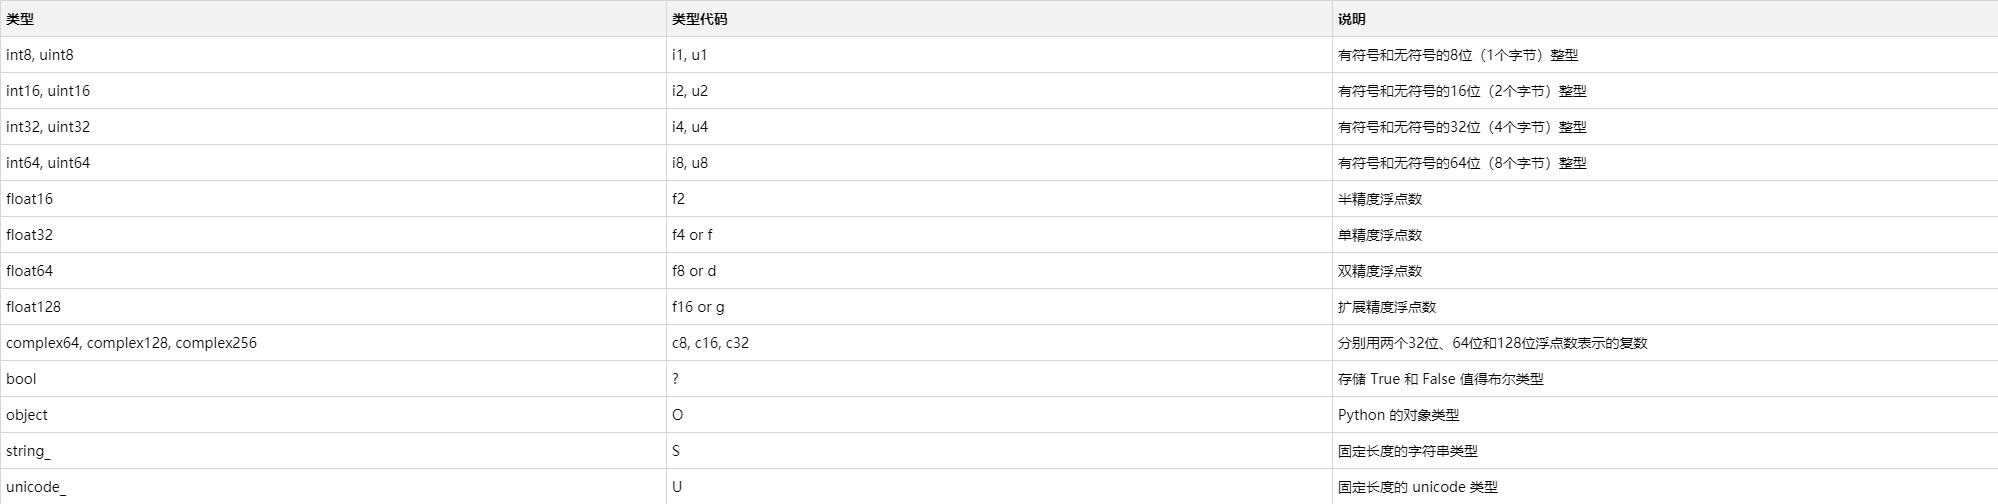 类型 类型代码 说明
int8, uint8 i1, u1 有符号和无符号的8位（1个字节）整型
int16, uint16 i2, u2 有符号和无符号的16位（2个字节）整型
int32, uint32 i4, u4 有符号和无符号的32位（4个字节）整型
int64, uint64 i8, u8 有符号和无符号的64位（8个字节）整型
float16 f2 半精度浮点数
float32 f4 or f 单精度浮点数
float64 f8 or d 双精度浮点数
float128 f16 or g 扩展精度浮点数
complex64, complex128, complex256 c8, c16, c32 分别用两个32位、64位和128位浮点数表示的复数
bool ? 存储 True 和 False 值得布尔类型
object O Python 的对象类型
string_ S 固定长度的字符串类型
unicode_ U 固定长度的 unicode 类型